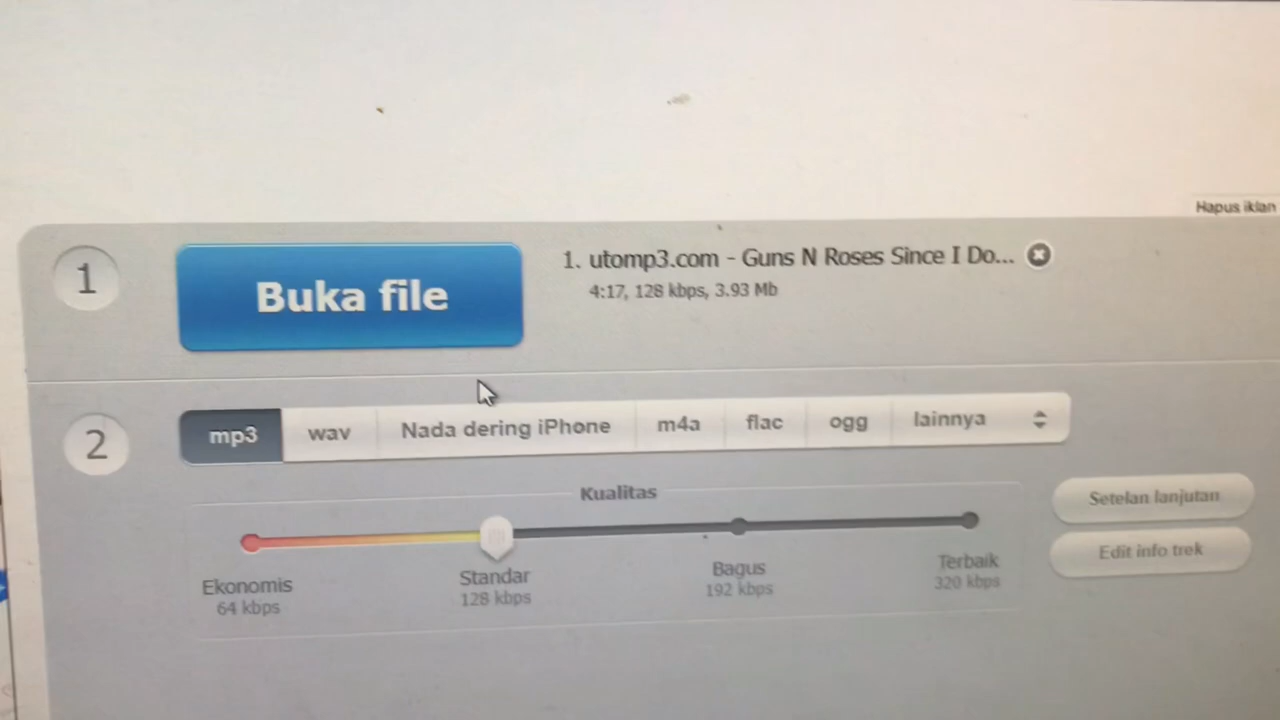 Hapus iklan
1
Buka file
1. utomp3.com - Guns N Roses Since I Do...
4:17, 128 kbps, 3.93 Mb
2
mp3 wav Nada dering iPhone m4a flac ogg lainnya
Kualitas
Ekonomis
64 kbps
Standar
128 kbps
Bagus
192 kbps
Terbaik
320 kbps
Setelan lanjutan
Edit info trek